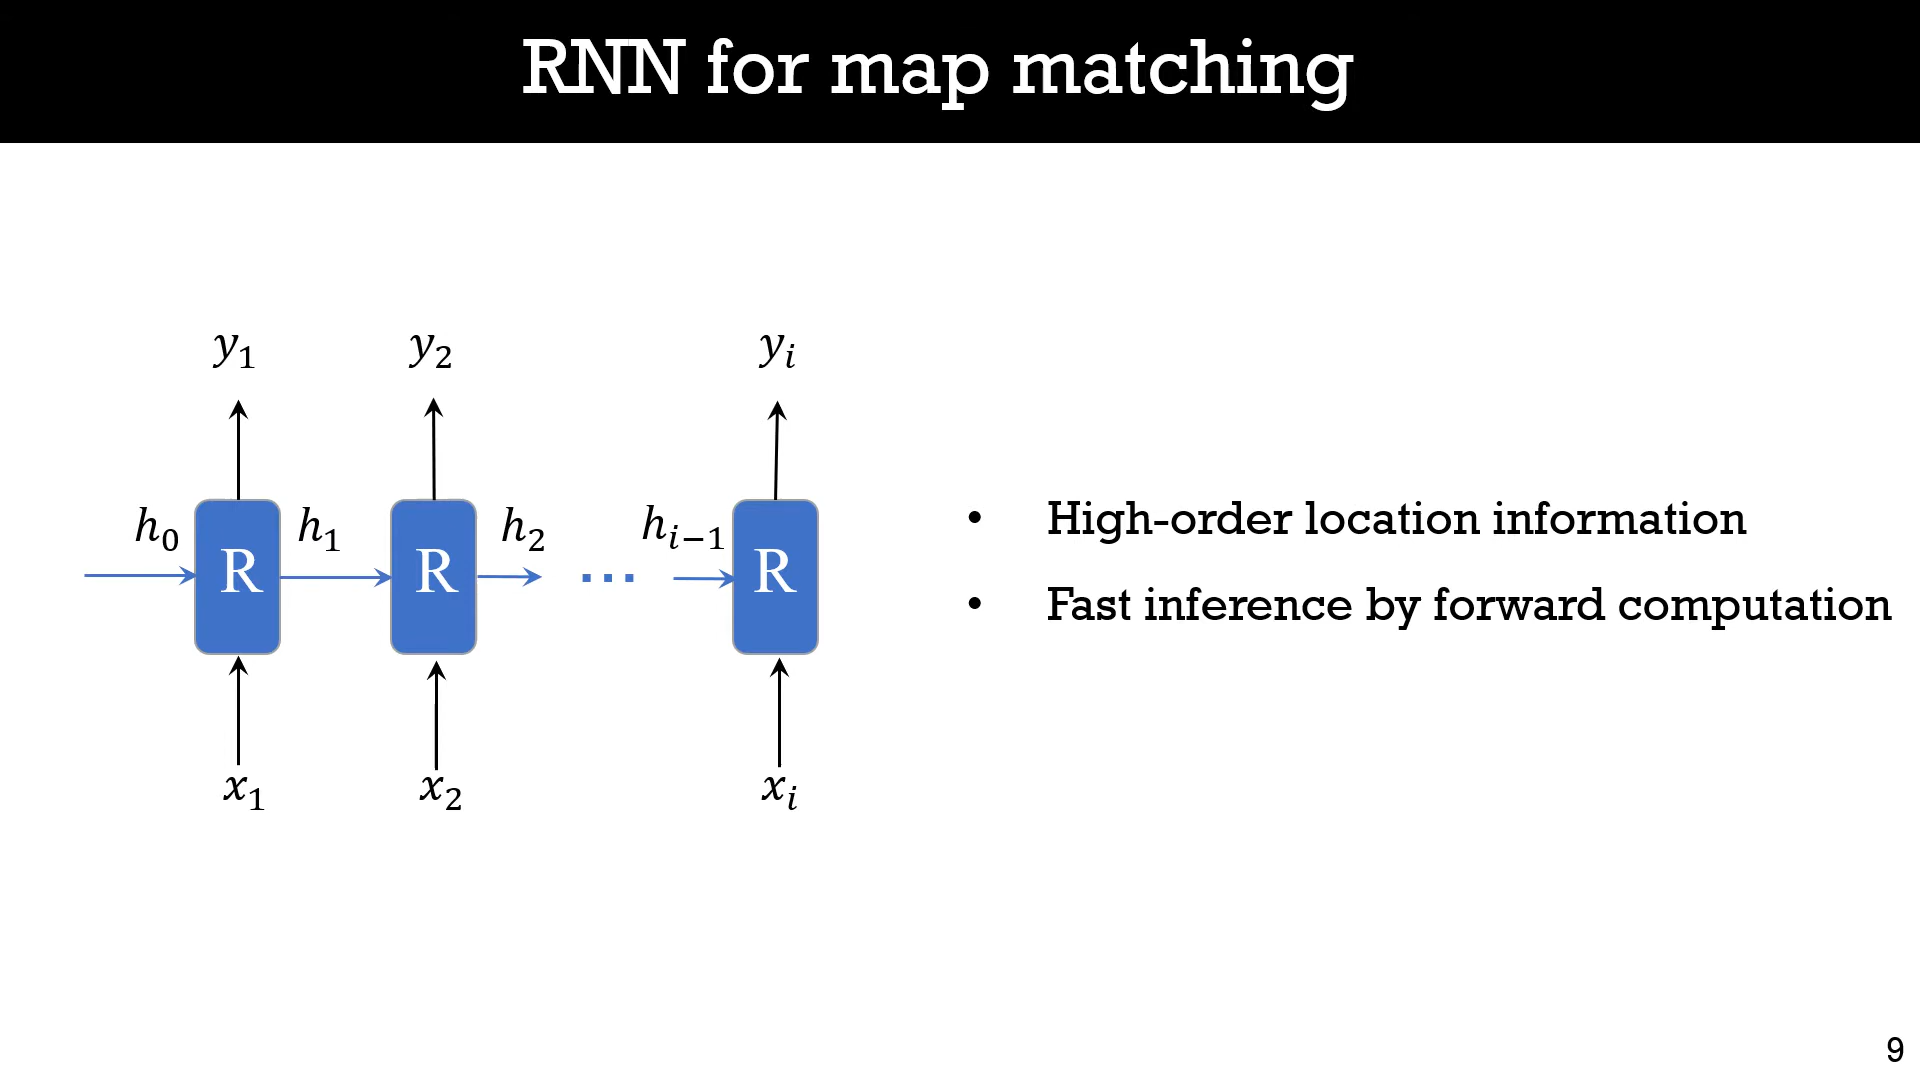 RNN for map matching
y₁ y₂ yᵢ
h₀ R h₁ R h₂ ⋯ hᵢ₋₁ R
x₁ x₂ xᵢ
• High-order location information
• Fast inference by forward computation
9